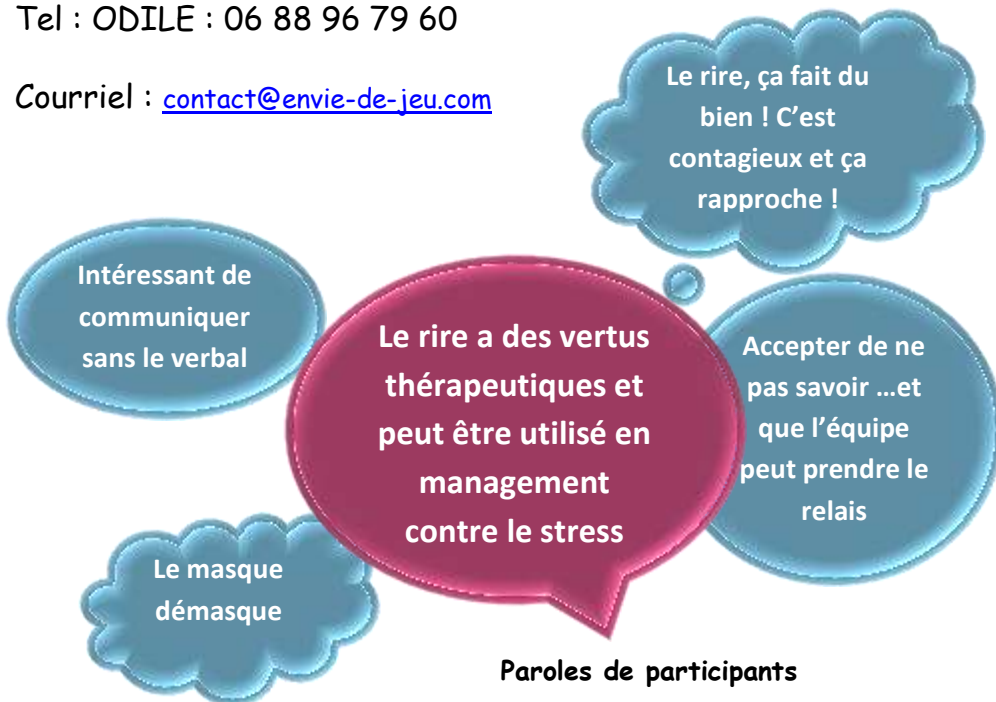 Tel : ODILE : 06 88 96 79 60
Courriel : contact@envie-de-jeu.com
Le rire, ça fait du
bien ! C’est
contagieux et ça
rapproche !
Intéressant de
communiquer
sans le verbal
Le rire a des vertus
thérapeutiques et
peut être utilisé en
management
contre le stress
Accepter de ne
pas savoir …et
que l’équipe
peut prendre le
relais
Le masque
démasque
Paroles de participants